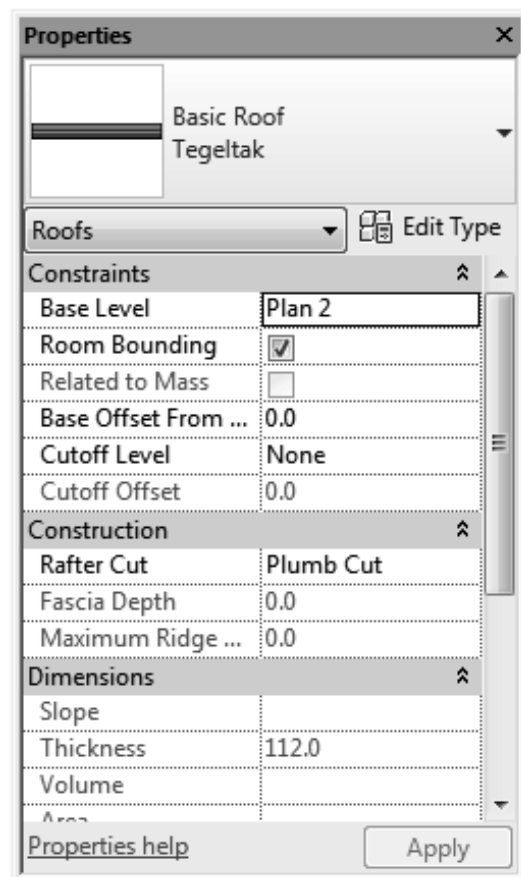 Properties
Basic Roof
Tegeltak
Roofs Edit Type
Constraints
Base Level Plan 2
Room Bounding
Related to Mass
Base Offset From ... 0.0
Cutoff Level None
Cutoff Offset 0.0
Construction
Rafter Cut Plumb Cut
Fascia Depth 0.0
Maximum Ridge ... 0.0
Dimensions
Slope
Thickness 112.0
Volume
Properties help Apply